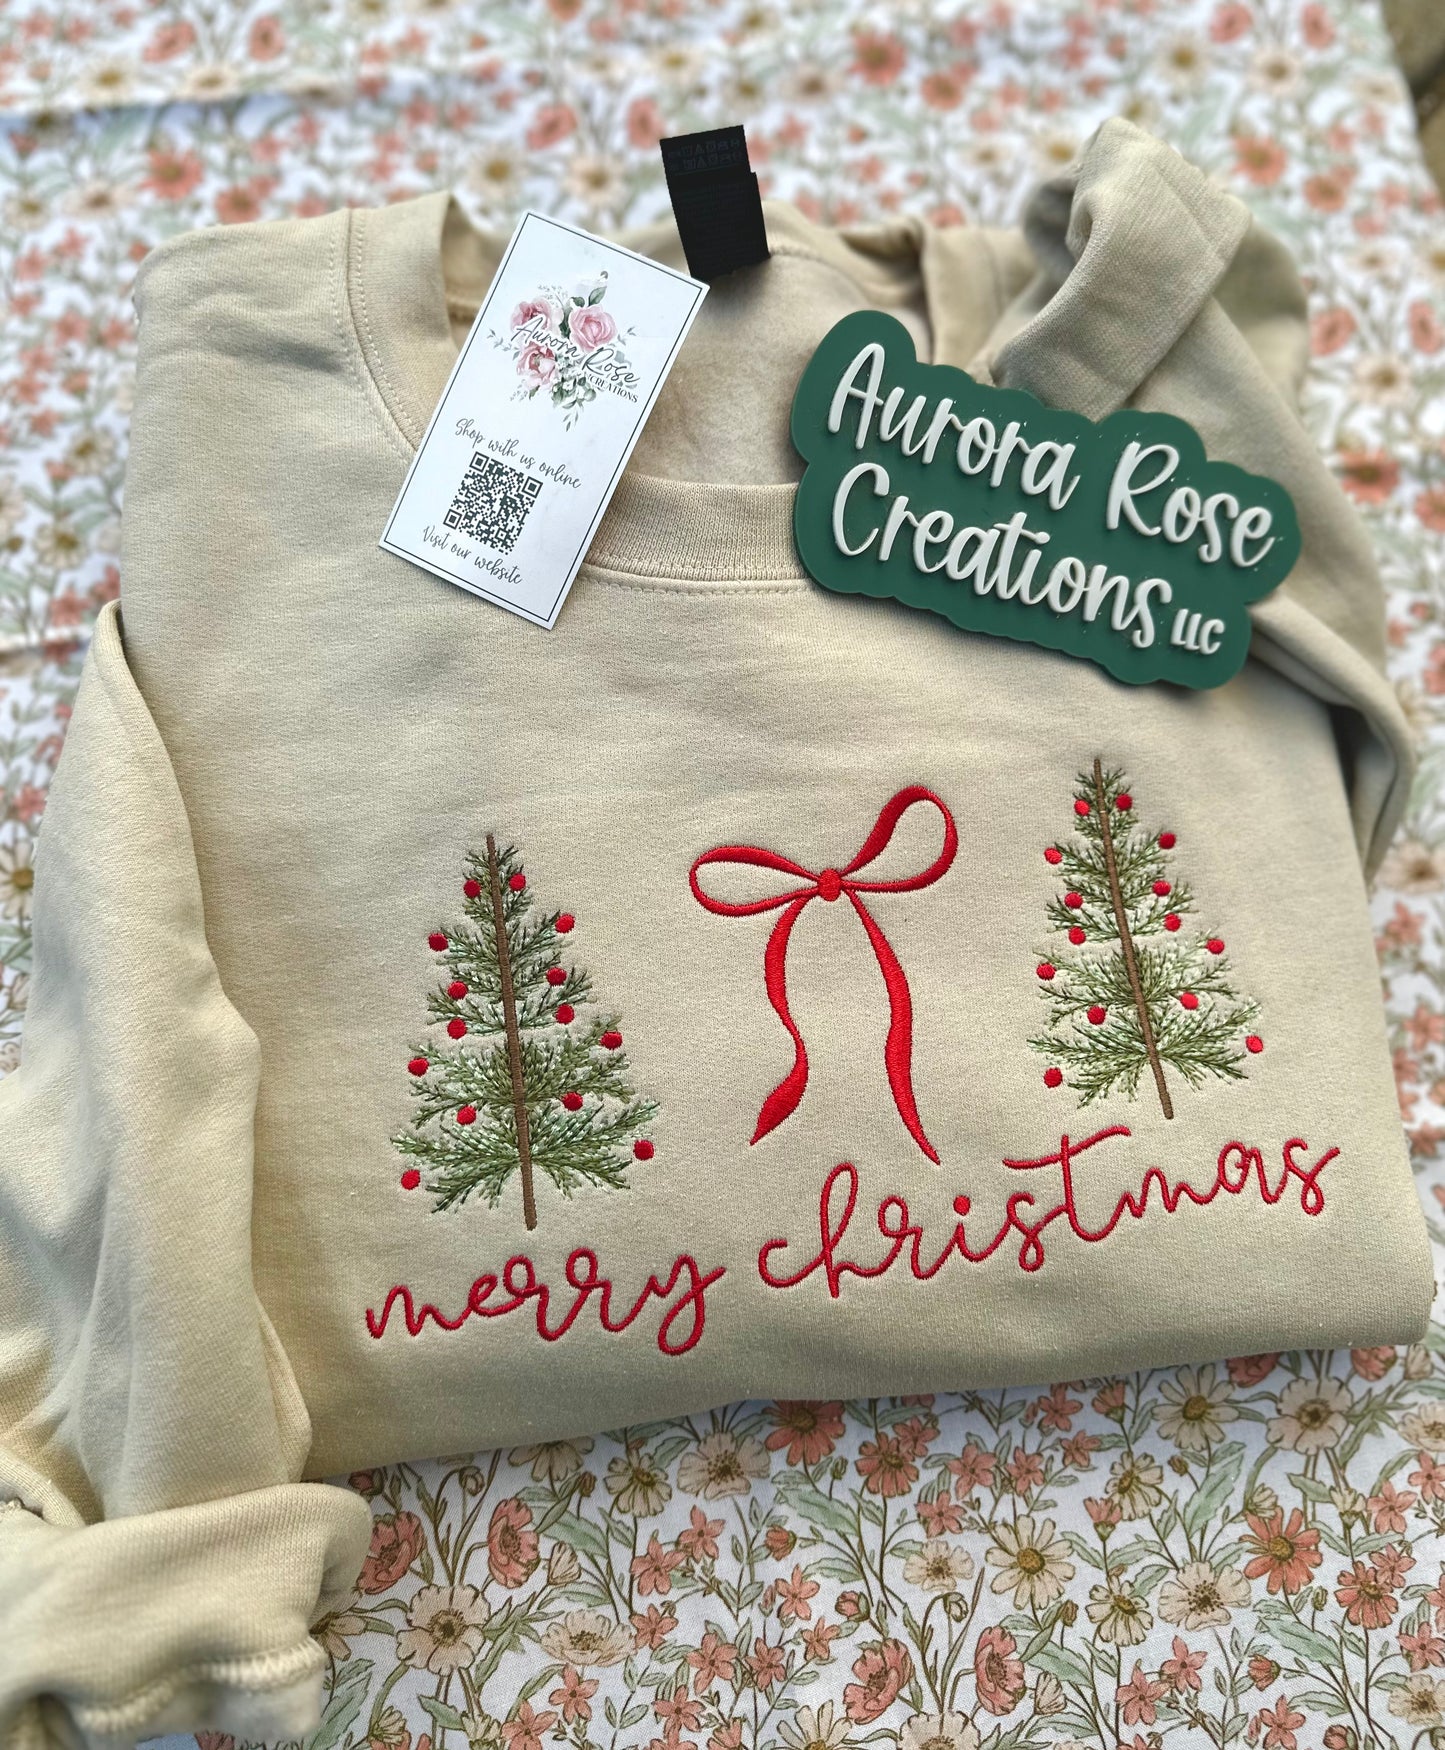 Aurora Rose
CREATIONS
Shop with us online
Visit our website
Aurora Rose
Creations LLC
merry christmas